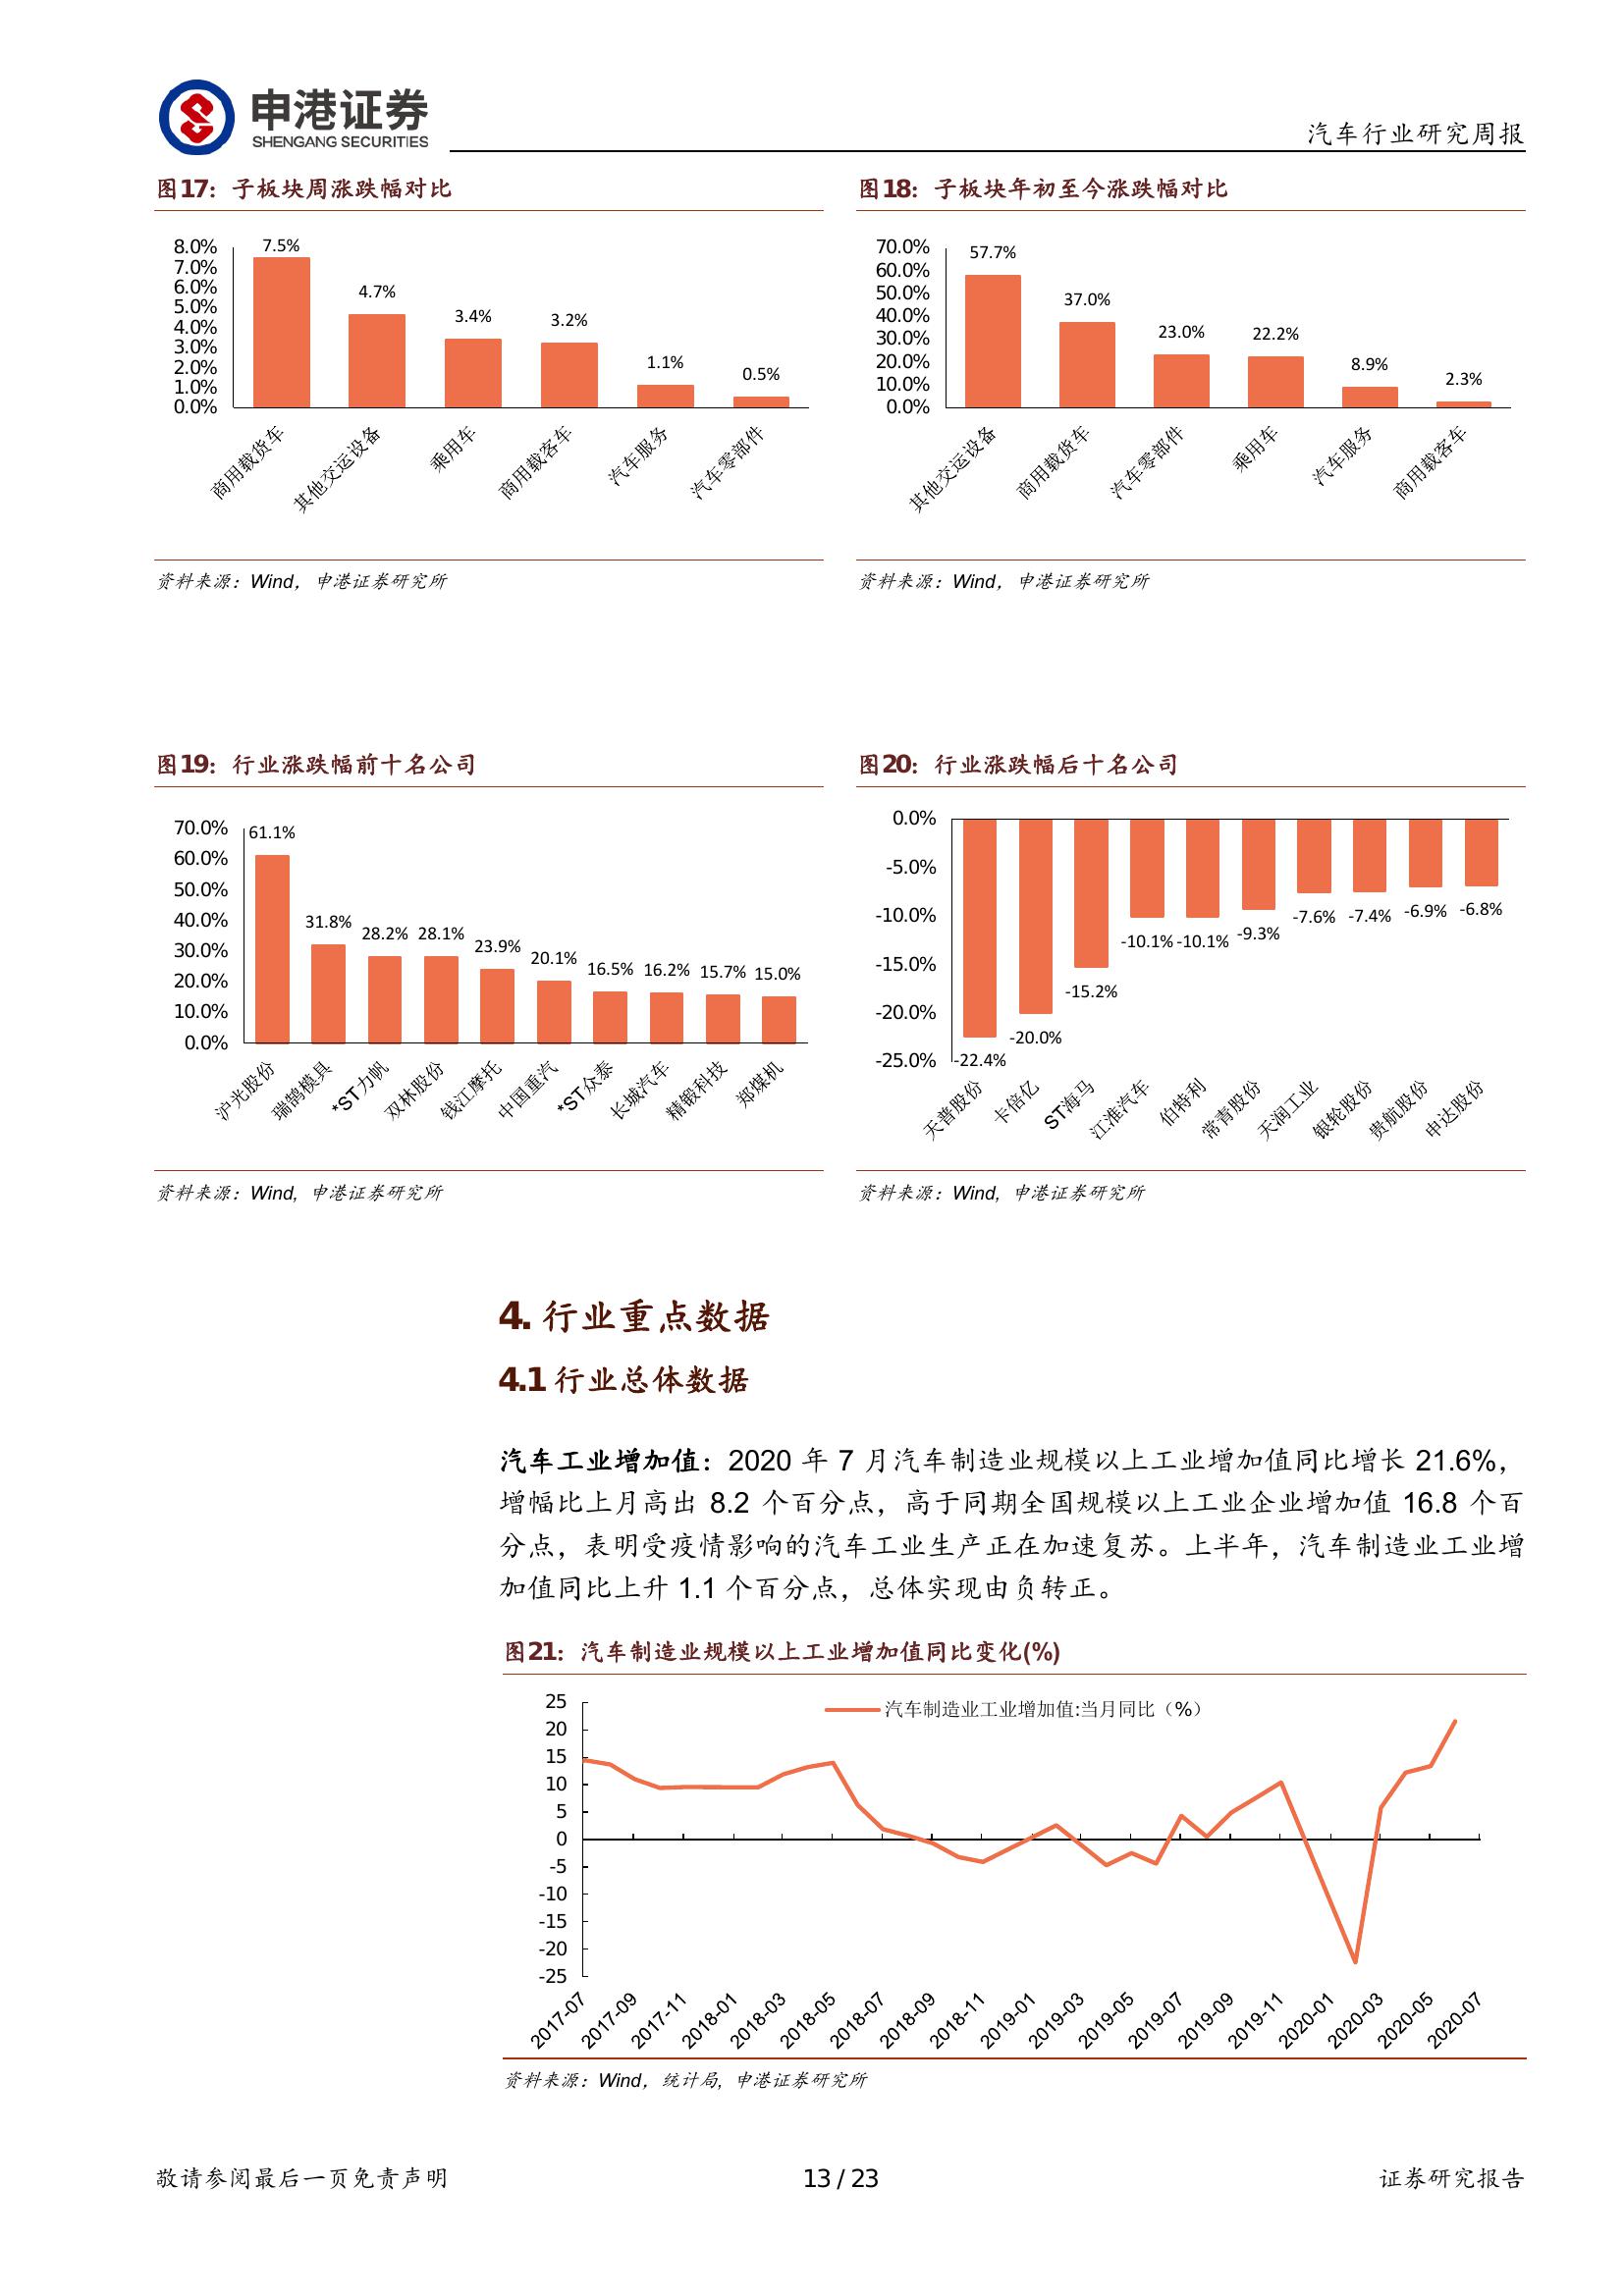 申港证券
SHENGANG SECURITIES
汽车行业研究周报
图17：子板块周涨跌幅对比
8.0%
7.0%
6.0%
5.0%
4.0%
3.0%
2.0%
1.0%
0.0%
7.5%
4.7%
3.4%
3.2%
1.1%
0.5%
商用载货车
其他交运设备
乘用车
商用载客车
汽车服务
汽车零部件
资料来源：Wind，申港证券研究所
图18：子板块年初至今涨跌幅对比
70.0%
60.0%
50.0%
40.0%
30.0%
20.0%
10.0%
0.0%
57.7%
37.0%
23.0%
22.2%
8.9%
2.3%
其他交运设备
商用载货车
汽车零部件
乘用车
汽车服务
商用载客车
资料来源：Wind，申港证券研究所
图19：行业涨跌幅前十名公司
70.0%
60.0%
50.0%
40.0%
30.0%
20.0%
10.0%
0.0%
61.1%
31.8%
28.2%
28.1%
23.9%
20.1%
16.5%
16.2%
15.7%
15.0%
沪光股份
瑞鹄模具
*ST力帆
双林股份
钱江摩托
中国重汽
*ST众泰
长城汽车
精锻科技
郑煤机
资料来源：Wind，申港证券研究所
图20：行业涨跌幅后十名公司
0.0%
-5.0%
-10.0%
-15.0%
-20.0%
-25.0%
-22.4%
-20.0%
-15.2%
-10.1%
-10.1%
-9.3%
-7.6%
-7.4%
-6.9%
-6.8%
天普股份
卡倍亿
ST海马
江淮汽车
伯特利
常青股份
天润工业
银轮股份
贵航股份
申达股份
资料来源：Wind，申港证券研究所
4. 行业重点数据
4.1 行业总体数据
汽车工业增加值：2020 年 7 月汽车制造业规模以上工业增加值同比增长 21.6%，
增幅比上月高出 8.2 个百分点，高于同期全国规模以上工业企业增加值 16.8 个百
分点，表明受疫情影响的汽车工业生产正在加速复苏。上半年，汽车制造业工业增
加值同比上升 1.1 个百分点，总体实现由负转正。
图21：汽车制造业规模以上工业增加值同比变化(%)
汽车制造业工业增加值:当月同比（%）
25
20
15
10
5
0
-5
-10
-15
-20
-25
2017-07
2017-09
2017-11
2018-01
2018-03
2018-05
2018-07
2018-09
2018-11
2019-01
2019-03
2019-05
2019-07
2019-09
2019-11
2020-01
2020-03
2020-05
2020-07
资料来源：Wind，统计局，申港证券研究所
敬请参阅最后一页免责声明
13 / 23
证券研究报告